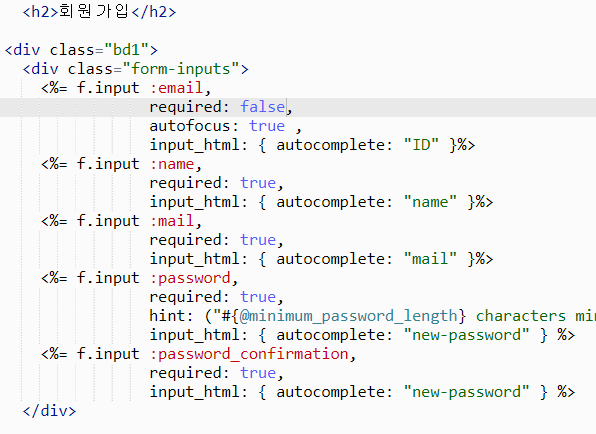 <h2>회원가입</h2>
<div class="bd1">
<div class="form-inputs">
<%= f.input :email,
required: false,
autofocus: true ,
input_html: { autocomplete: "ID" }%>
<%= f.input :name,
required: true,
input_html: { autocomplete: "name" }%>
<%= f.input :mail,
required: true,
input_html: { autocomplete: "mail" }%>
<%= f.input :password,
required: true,
hint: ("#{@minimum_password_length} characters
input_html: { autocomplete: "new-password" } %>
<%= f.input :password_confirmation,
required: true,
input_html: { autocomplete: "new-password" } %>
</div>